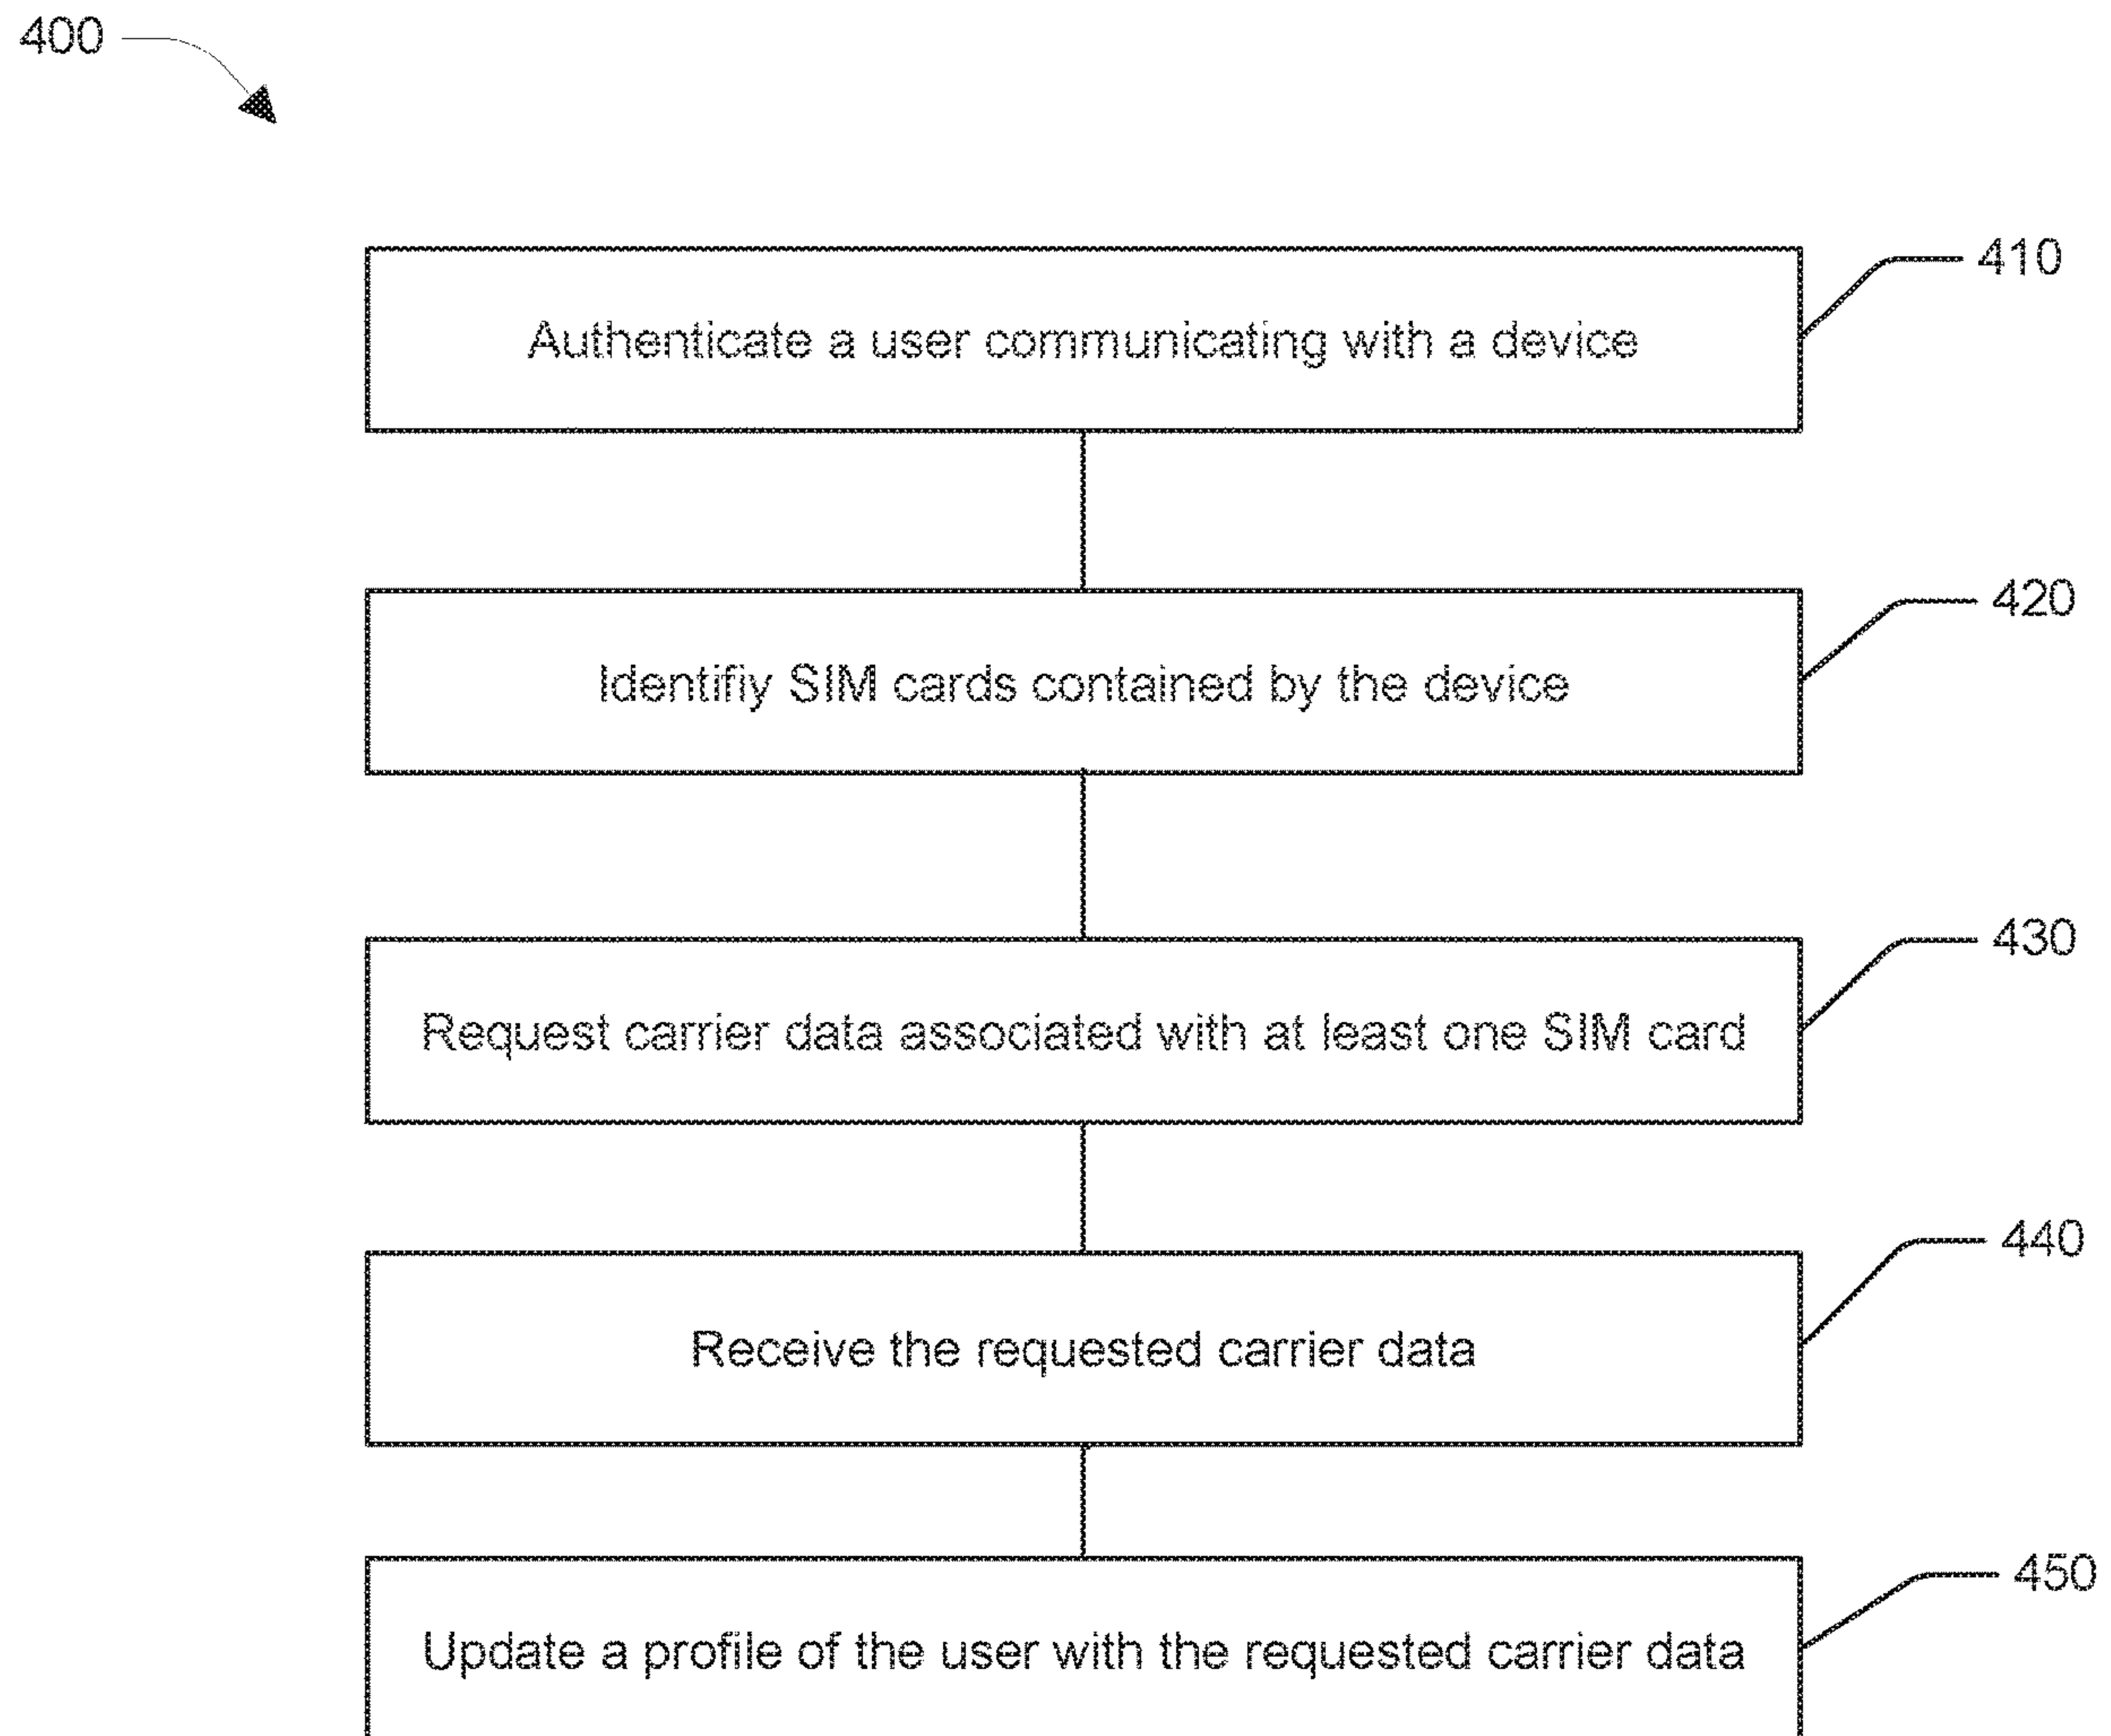 400
410
Authenticate a user communicating with a device
420
Identifiy SIM cards contained by the device
430
Request carrier data associated with at least one SIM card
440
Receive the requested carrier data
450
Update a profile of the user with the requested carrier data